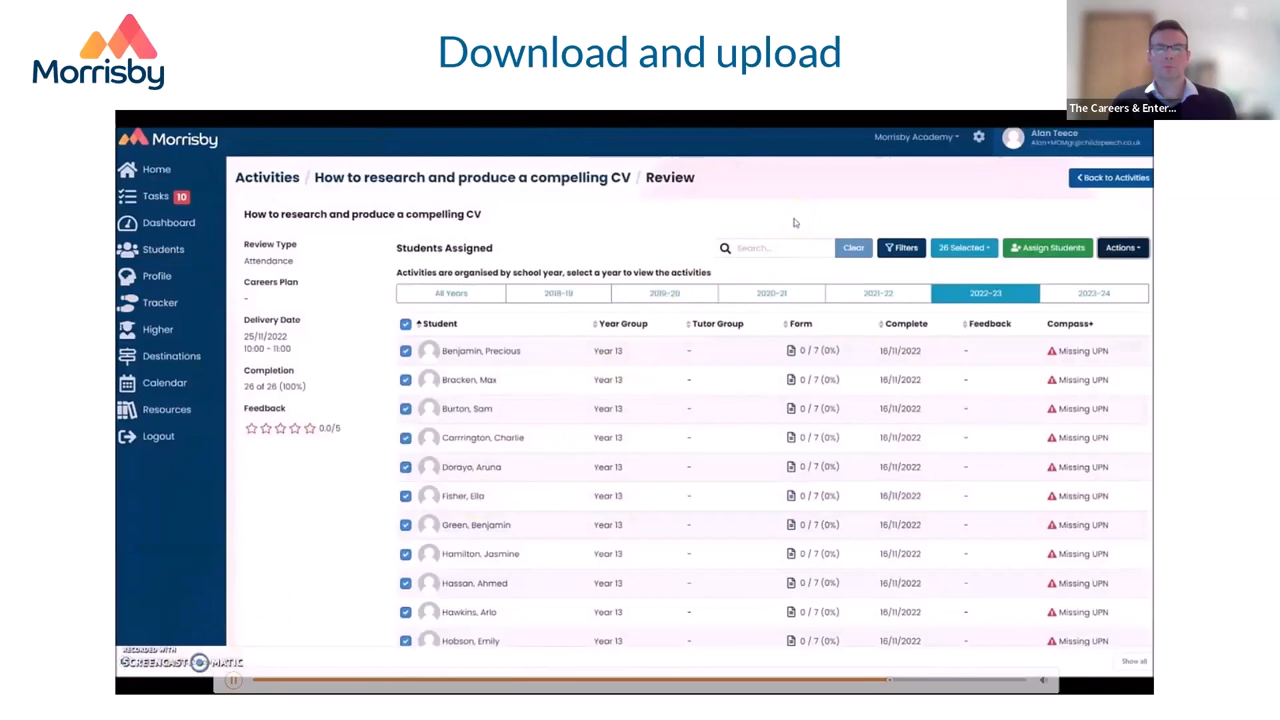 Morrisby
Download and upload
The Careers & Enter...
Morrisby
Morrisby Academy
Alan Teece
Alan+MOMgr@childspeech.co.uk
Home
Tasks 10
Dashboard
Students
Profile
Tracker
Higher
Destinations
Calendar
Resources
Logout
Activities / How to research and produce a compelling CV / Review
Back to Activities
How to research and produce a compelling CV
Review Type
Attendance
Careers Plan
-
Delivery Date
25/11/2022
10:00 - 11:00
Completion
26 of 26 (100%)
Feedback
0.0/5
Students Assigned
Search...
Clear
Filters
26 Selected
Assign Students
Actions
Activities are organised by school year, select a year to view the activities
All Years 2018-19 2019-20 2020-21 2021-22 2022-23 2023-24
Student Year Group Tutor Group Form Complete Feedback Compass+
Benjamin, Precious Year 13 - 0 / 7 (0%) 16/11/2022 - Missing UPN
Bracken, Max Year 13 - 0 / 7 (0%) 16/11/2022 - Missing UPN
Burton, Sam Year 13 - 0 / 7 (0%) 16/11/2022 - Missing UPN
Carrrington, Charlie Year 13 - 0 / 7 (0%) 16/11/2022 - Missing UPN
Dorayo, Aruna Year 13 - 0 / 7 (0%) 16/11/2022 - Missing UPN
Fisher, Ella Year 13 - 0 / 7 (0%) 16/11/2022 - Missing UPN
Green, Benjamin Year 13 - 0 / 7 (0%) 16/11/2022 - Missing UPN
Hamilton, Jasmine Year 13 - 0 / 7 (0%) 16/11/2022 - Missing UPN
Hassan, Ahmed Year 13 - 0 / 7 (0%) 16/11/2022 - Missing UPN
Hawkins, Arlo Year 13 - 0 / 7 (0%) 16/11/2022 - Missing UPN
Hobson, Emily Year 13 - 0 / 7 (0%) 16/11/2022 - Missing UPN
RECORDED WITH
SCREENCAST-O-MATIC
Show all